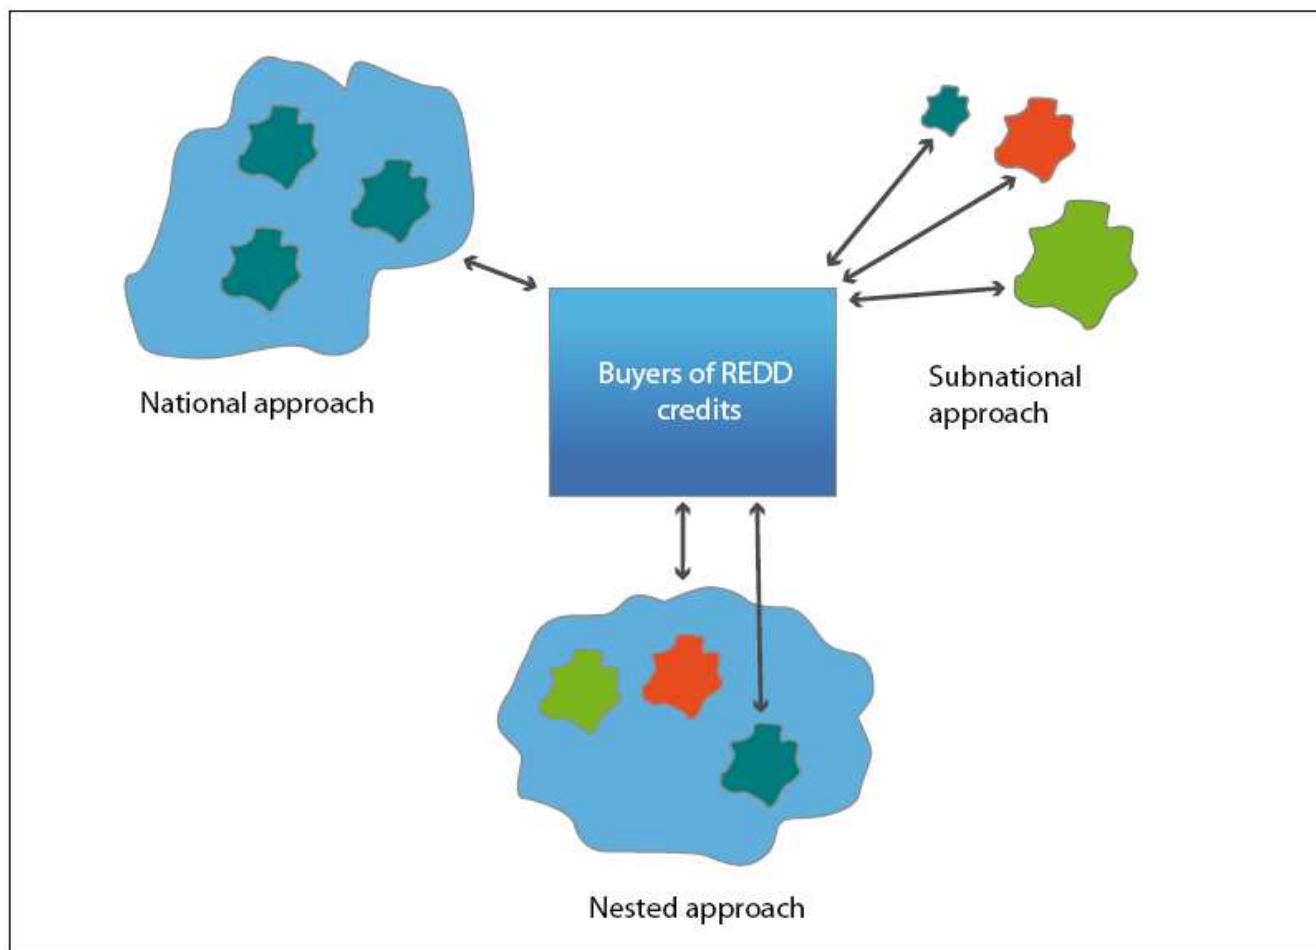 National approach
Buyers of REDD
credits
Subnational
approach
Nested approach